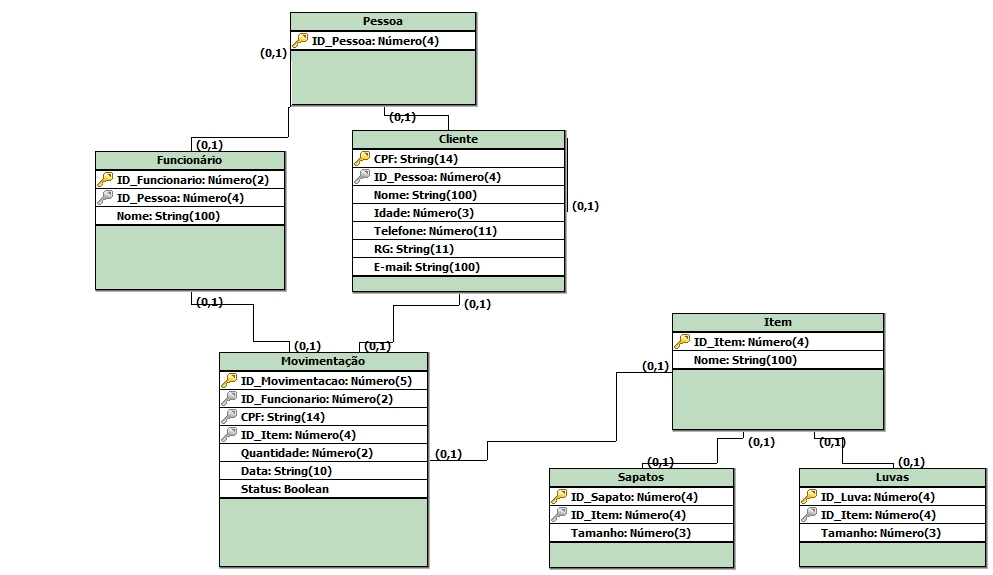 Pessoa
ID_Pessoa: Número(4)
(0,1)
(0,1)
(0,1)
Funcionário
ID_Funcionario: Número(2)
ID_Pessoa: Número(4)
Nome: String(100)
(0,1)
Cliente
CPF: String(14)
ID_Pessoa: Número(4)
Nome: String(100)
Idade: Número(3)
Telefone: Número(11)
RG: String(11)
E-mail: String(100)
(0,1)
(0,1)
(0,1)
(0,1)
Movimentação
ID_Movimentacao: Número(5)
ID_Funcionario: Número(2)
CPF: String(14)
ID_Item: Número(4)
Quantidade: Número(2)
Data: String(10)
Status: Boolean
(0,1)
Item
ID_Item: Número(4)
Nome: String(100)
(0,1)
(0,1)
(0,1)
(0,1)
Sapatos
ID_Sapato: Número(4)
ID_Item: Número(4)
Tamanho: Número(3)
(0,1)
Luvas
ID_Luva: Número(4)
ID_Item: Número(4)
Tamanho: Número(3)